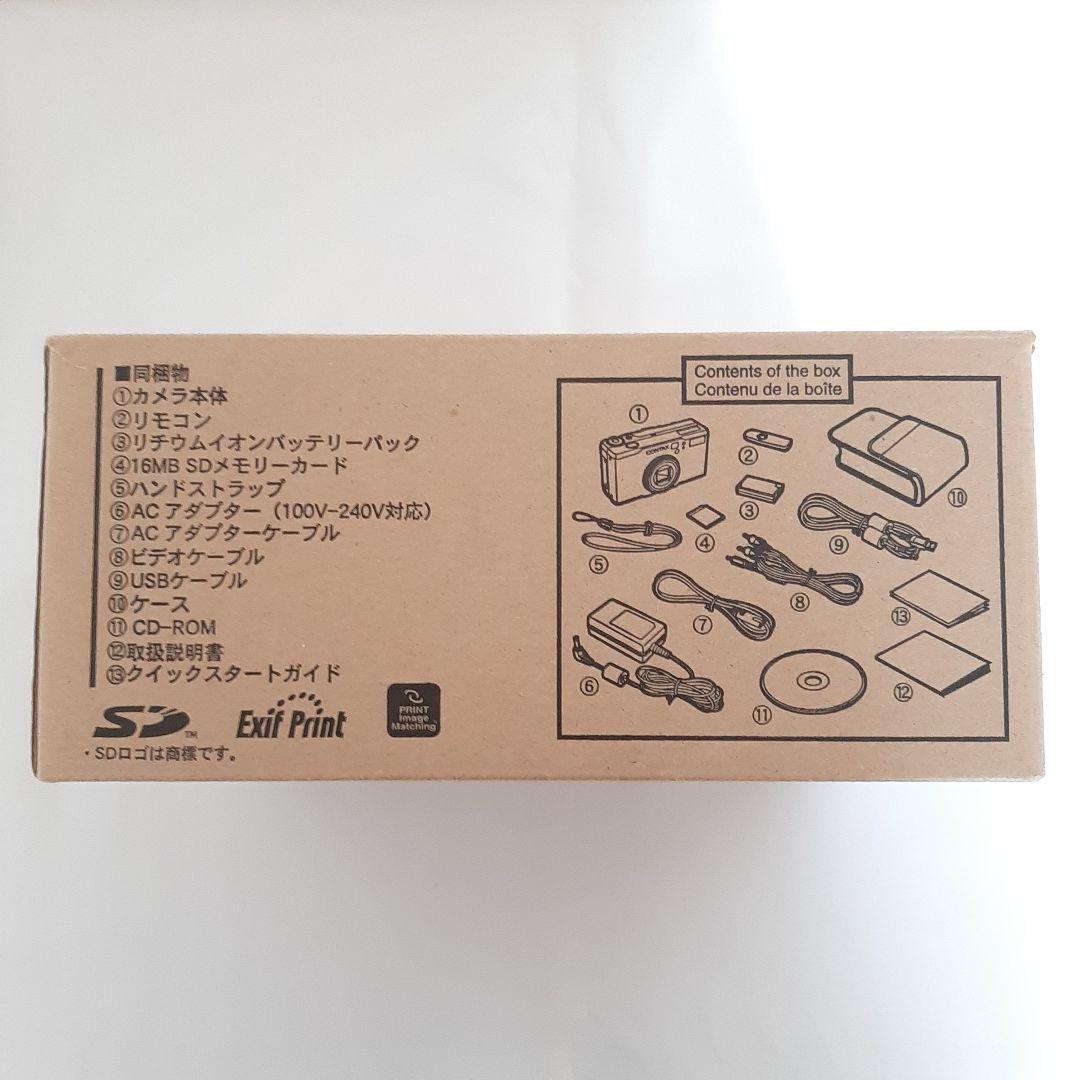 ■同梱物
①カメラ本体
②リモコン
③リチウムイオンバッテリーパック
④16MB SDメモリーカード
⑤ハンドストラップ
⑥AC アダプター（100V-240V対応）
⑦AC アダプターケーブル
⑧ビデオケーブル
⑨USBケーブル
⑩ケース
⑪CD-ROM
⑫取扱説明書
⑬クイックスタートガイド
SD TM
Exif Print
PRINT
Image
Matching
・SDロゴは商標です。
Contents of the box
Contenu de la boîte
①
CONTAX
②
③
④
⑤
⑥
⑦
⑧
⑨
⑩
⑪
⑫
⑬